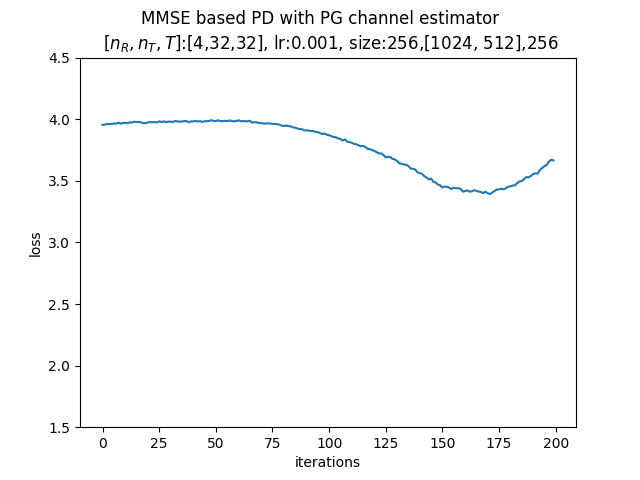 MMSE based PD with PG channel estimator
[n_R, n_T, T]:[4,32,32], lr:0.001, size:256,[1024, 512],256
4.5
4.0
3.5
3.0
2.5
2.0
1.5
loss
0 25 50 75 100 125 150 175 200
iterations